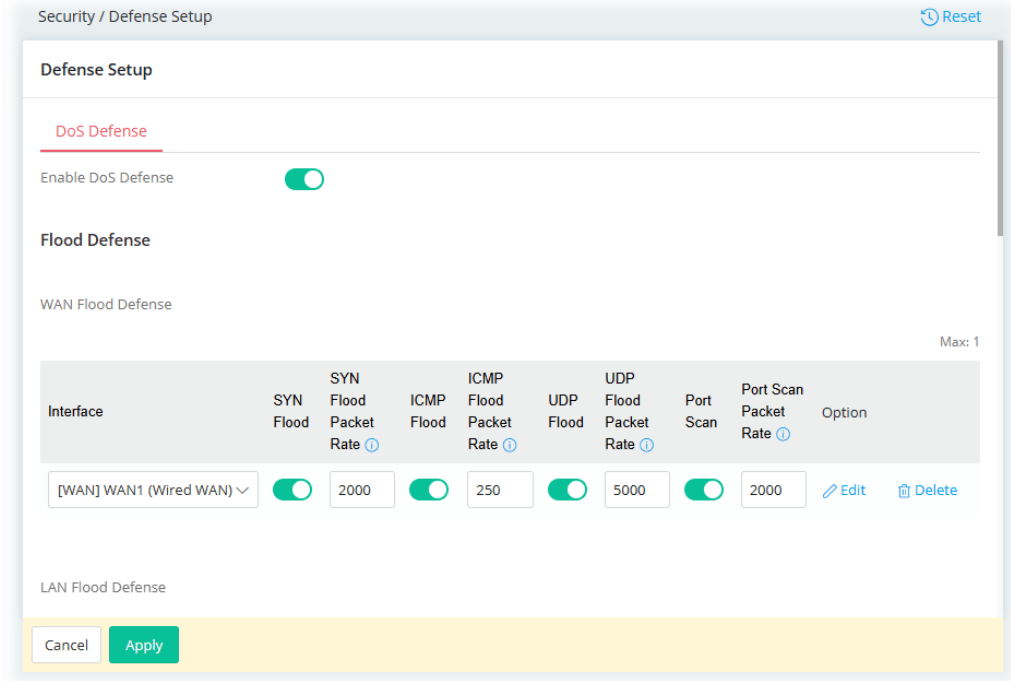 Security / Defense Setup
Reset
Defense Setup
DoS Defense
Enable DoS Defense
Flood Defense
WAN Flood Defense
Max: 1
Interface
SYN
Flood
SYN
Flood
Packet
Rate
ICMP
Flood
ICMP
Flood
Packet
Rate
UDP
Flood
UDP
Flood
Packet
Rate
Port
Scan
Port Scan
Packet
Rate
Option
[WAN] WAN1 (Wired WAN)
2000
250
5000
2000
Edit
Delete
LAN Flood Defense
Cancel
Apply